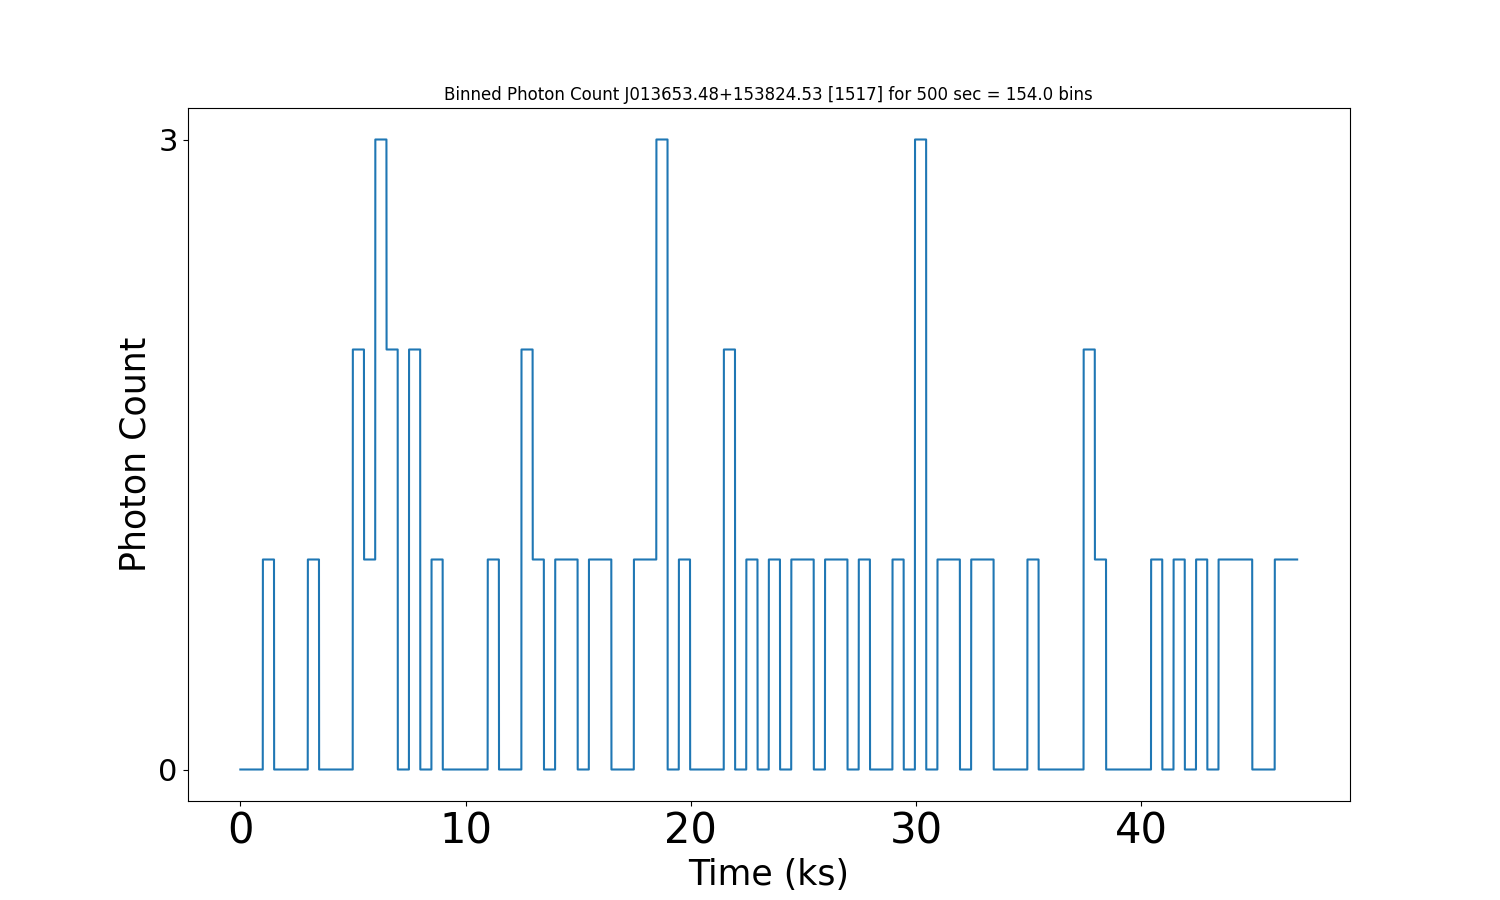 Binned Photon Count J013653.48+153824.53 [1517] for 500 sec = 154.0 bins
3
Photon Count
0
0 10 20 30 40
Time (ks)